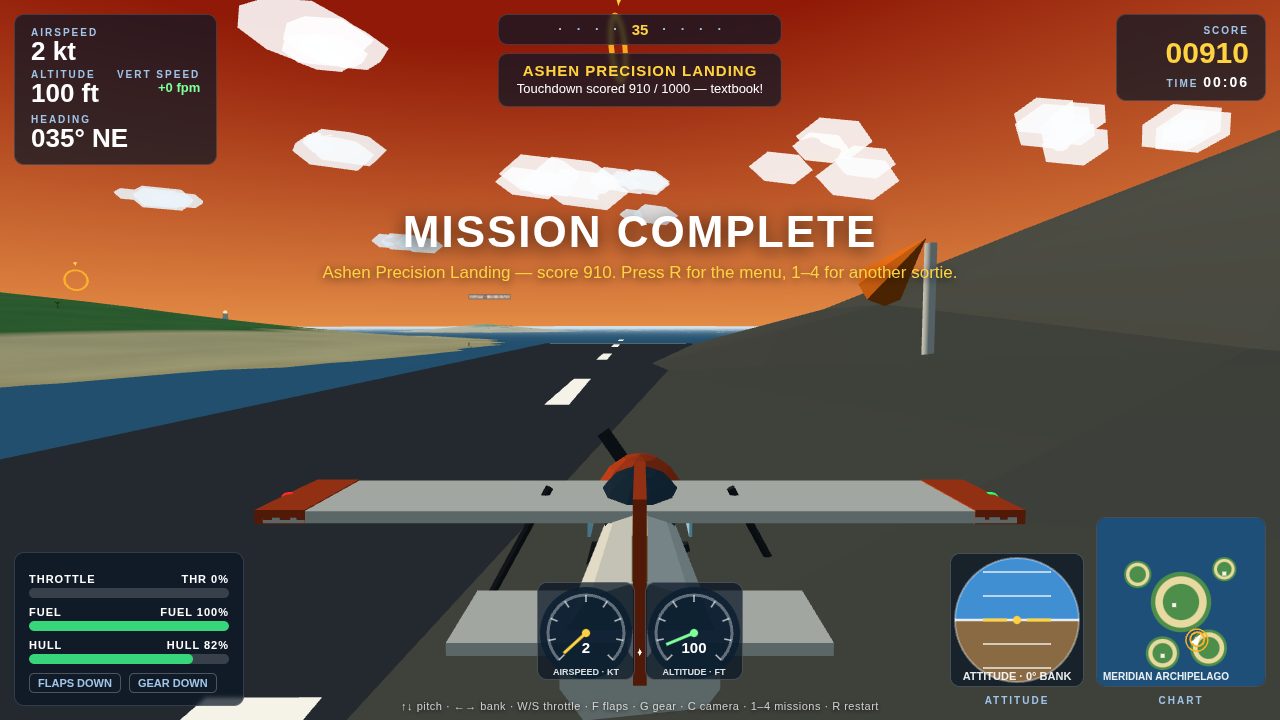 AIRSPEED
2 kt
ALTITUDE VERT SPEED
100 ft +0 fpm
HEADING
035° NE
· · · · 35 · · · ·
ASHEN PRECISION LANDING
Touchdown scored 910 / 1000 — textbook!
SCORE
00910
TIME 00:06
MISSION COMPLETE
Ashen Precision Landing — score 910. Press R for the menu, 1–4 for another sortie.
THROTTLE THR 0%
FUEL FUEL 100%
HULL HULL 82%
FLAPS DOWN GEAR DOWN
2
AIRSPEED · KT
100
ALTITUDE · FT
ATTITUDE · 0° BANK
ATTITUDE
MERIDIAN ARCHIPELAGO
CHART
↑↓ pitch · ←→ bank · W/S throttle · F flaps · G gear · C camera · 1–4 missions · R restart